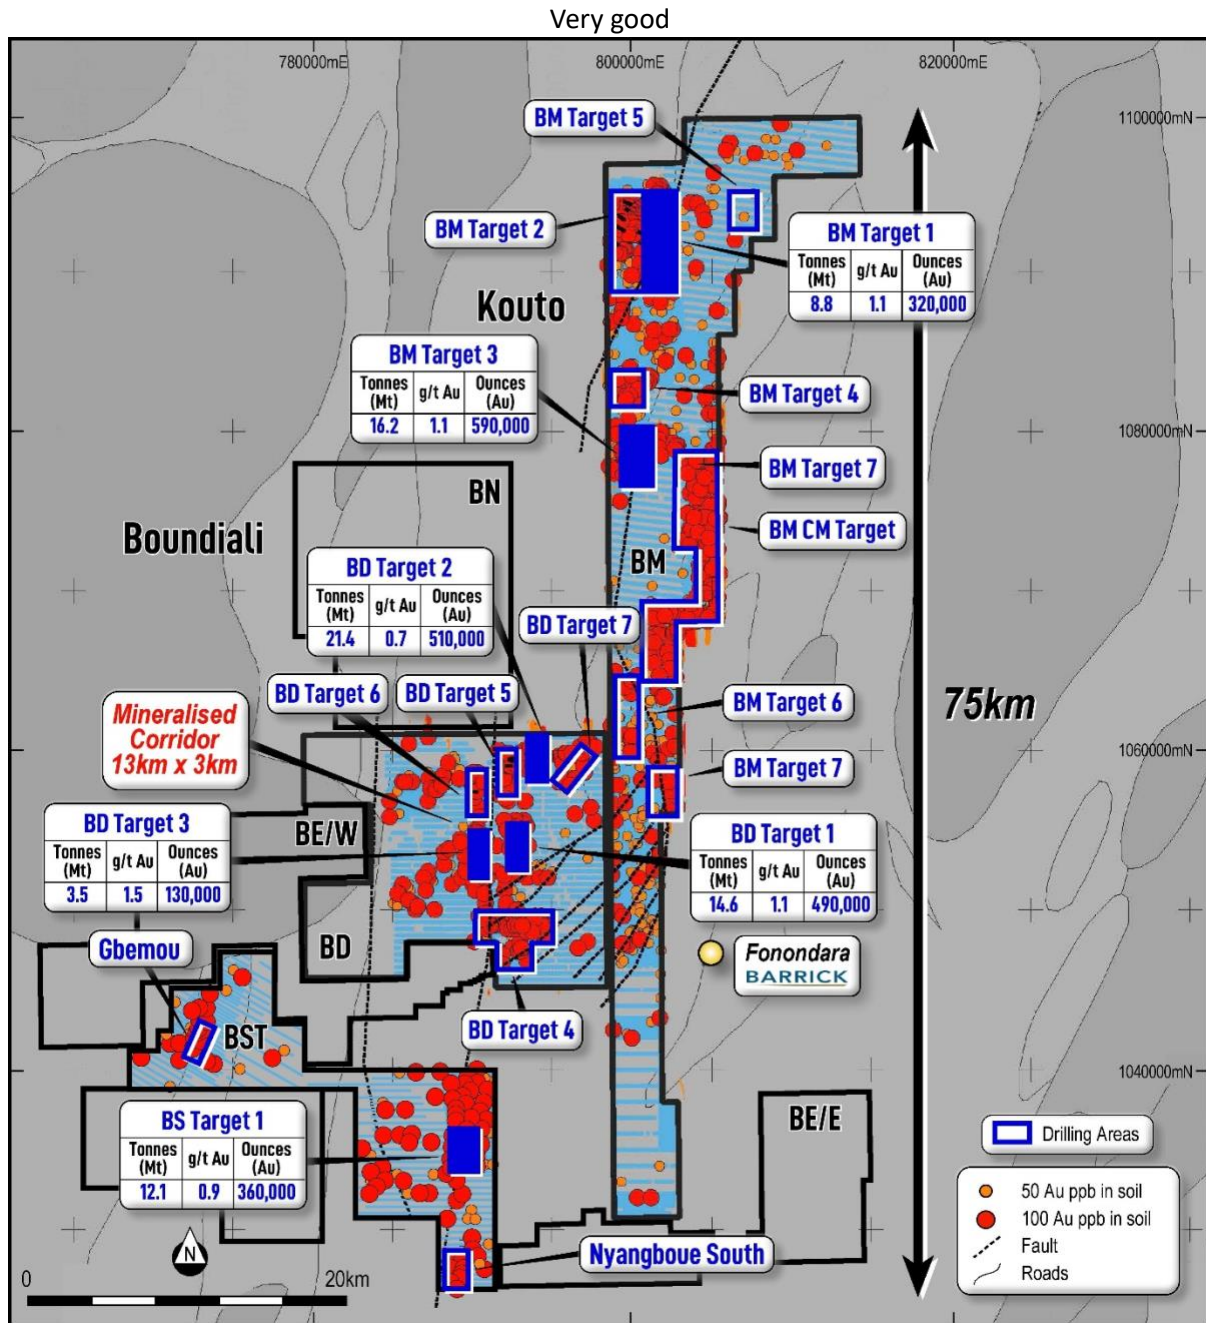 Very good
780000mE
800000mE
820000mE
1100000mN
BM Target 5
BM Target 2
BM Target 1
Tonnes (Mt) g/t Au Ounces (Au)
8.8 1.1 320,000
Kouto
BM Target 3
Tonnes (Mt) g/t Au Ounces (Au)
16.2 1.1 590,000
BM Target 4
1080000mN
BM Target 7
BN
BM CM Target
Boundiali
BM
BD Target 2
Tonnes (Mt) g/t Au Ounces (Au)
21.4 0.7 510,000
BD Target 7
BD Target 6
BD Target 5
BM Target 6
75km
Mineralised
Corridor
13km x 3km
1060000mN
BM Target 7
BD Target 3
Tonnes (Mt) g/t Au Ounces (Au)
3.5 1.5 130,000
BE/W
BD Target 1
Tonnes (Mt) g/t Au Ounces (Au)
14.6 1.1 490,000
Gbemou
BD
Fonondara
BARRICK
BST
BD Target 4
1040000mN
BS Target 1
Tonnes (Mt) g/t Au Ounces (Au)
12.1 0.9 360,000
BE/E
Drilling Areas
50 Au ppb in soil
100 Au ppb in soil
Fault
Roads
N
Nyangboue South
0 20km